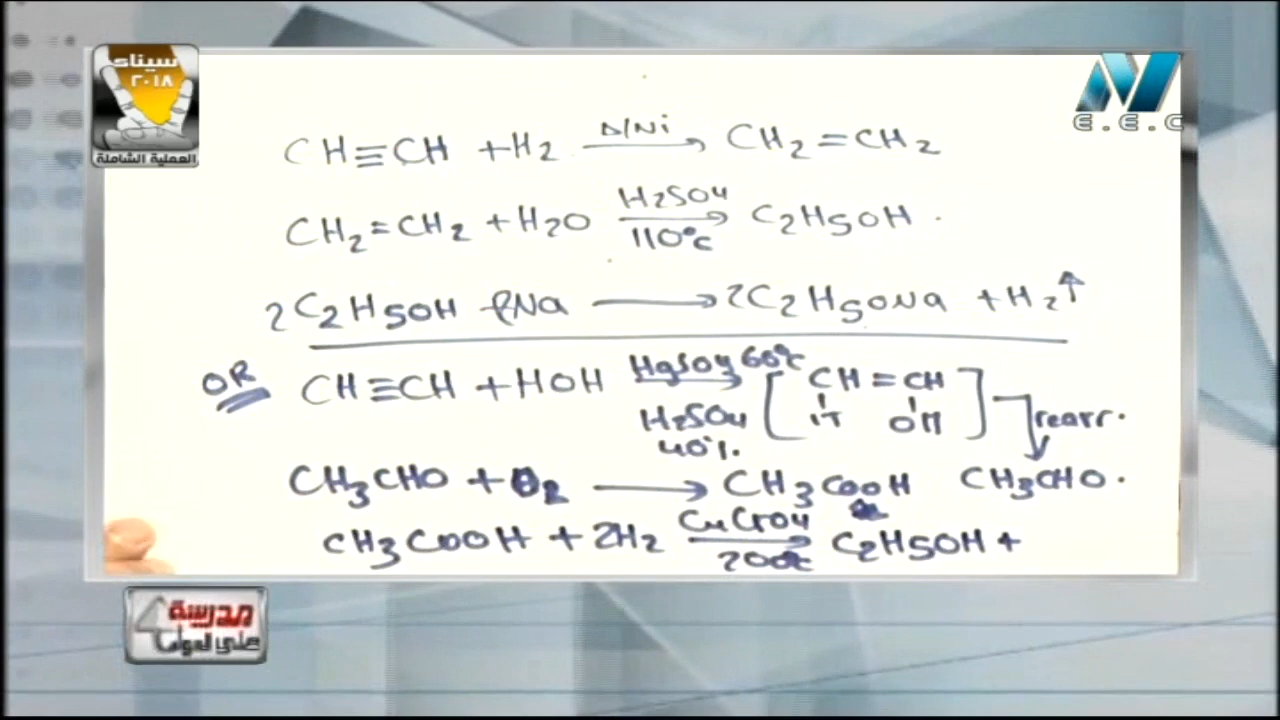 سيناء
٢٠١٨
العملية الشاملة
E.E.C
CH≡CH +H2 Δ/Ni → CH2=CH2
CH2=CH2 +H2O H2SO4 110°c → C2H5OH.
2C2H5OH 2Na → 2C2H5ONa +H2↑
OR CH≡CH +HOH HgSO4 60°c H2SO4 40% → [CH=CH H OH] rearr.
CH3CHO +O2 → CH3COOH CH3CHO.
CH3COOH + 2H2 CuCrO4 200°c → C2H5OH +
مدرسة
على الهواء